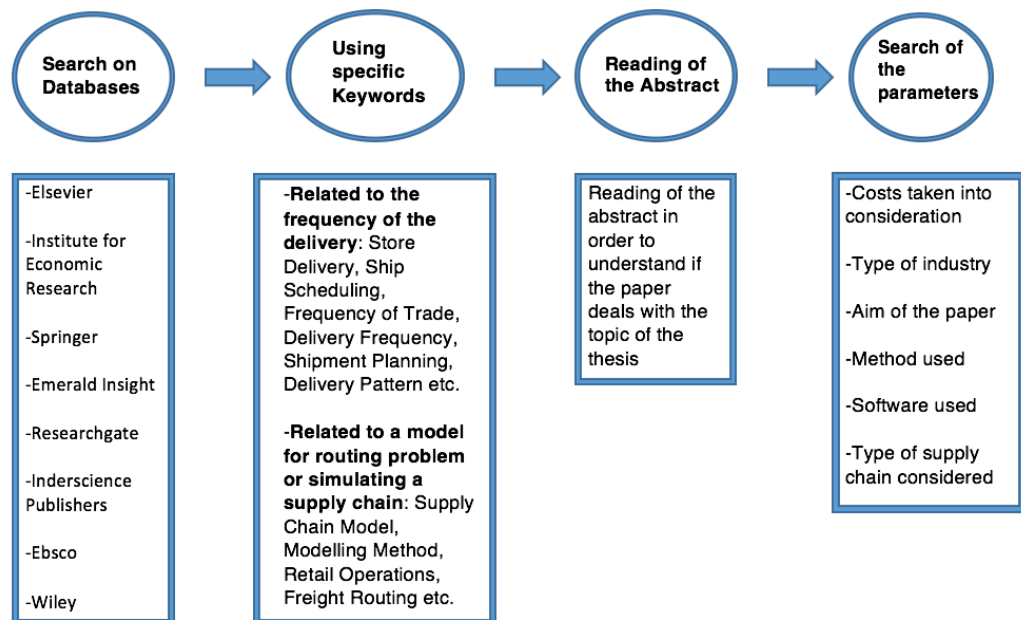 Search on
Databases
Using
specific
Keywords
Reading of
the Abstract
Search of
the
parameters
-Elsevier
-Institute for
Economic
Research
-Springer
-Emerald Insight
-Researchgate
-Inderscience
Publishers
-Ebsco
-Wiley
-Related to the
frequency of the
delivery: Store
Delivery, Ship
Scheduling,
Frequency of Trade,
Delivery Frequency,
Shipment Planning,
Delivery Pattern etc.
-Related to a model
for routing problem
or simulating a
supply chain: Supply
Chain Model,
Modelling Method,
Retail Operations,
Freight Routing etc.
Reading of the
abstract in
order to
understand if
the paper
deals with the
topic of the
thesis
-Costs taken into
consideration
-Type of industry
-Aim of the paper
-Method used
-Software used
-Type of supply
chain considered